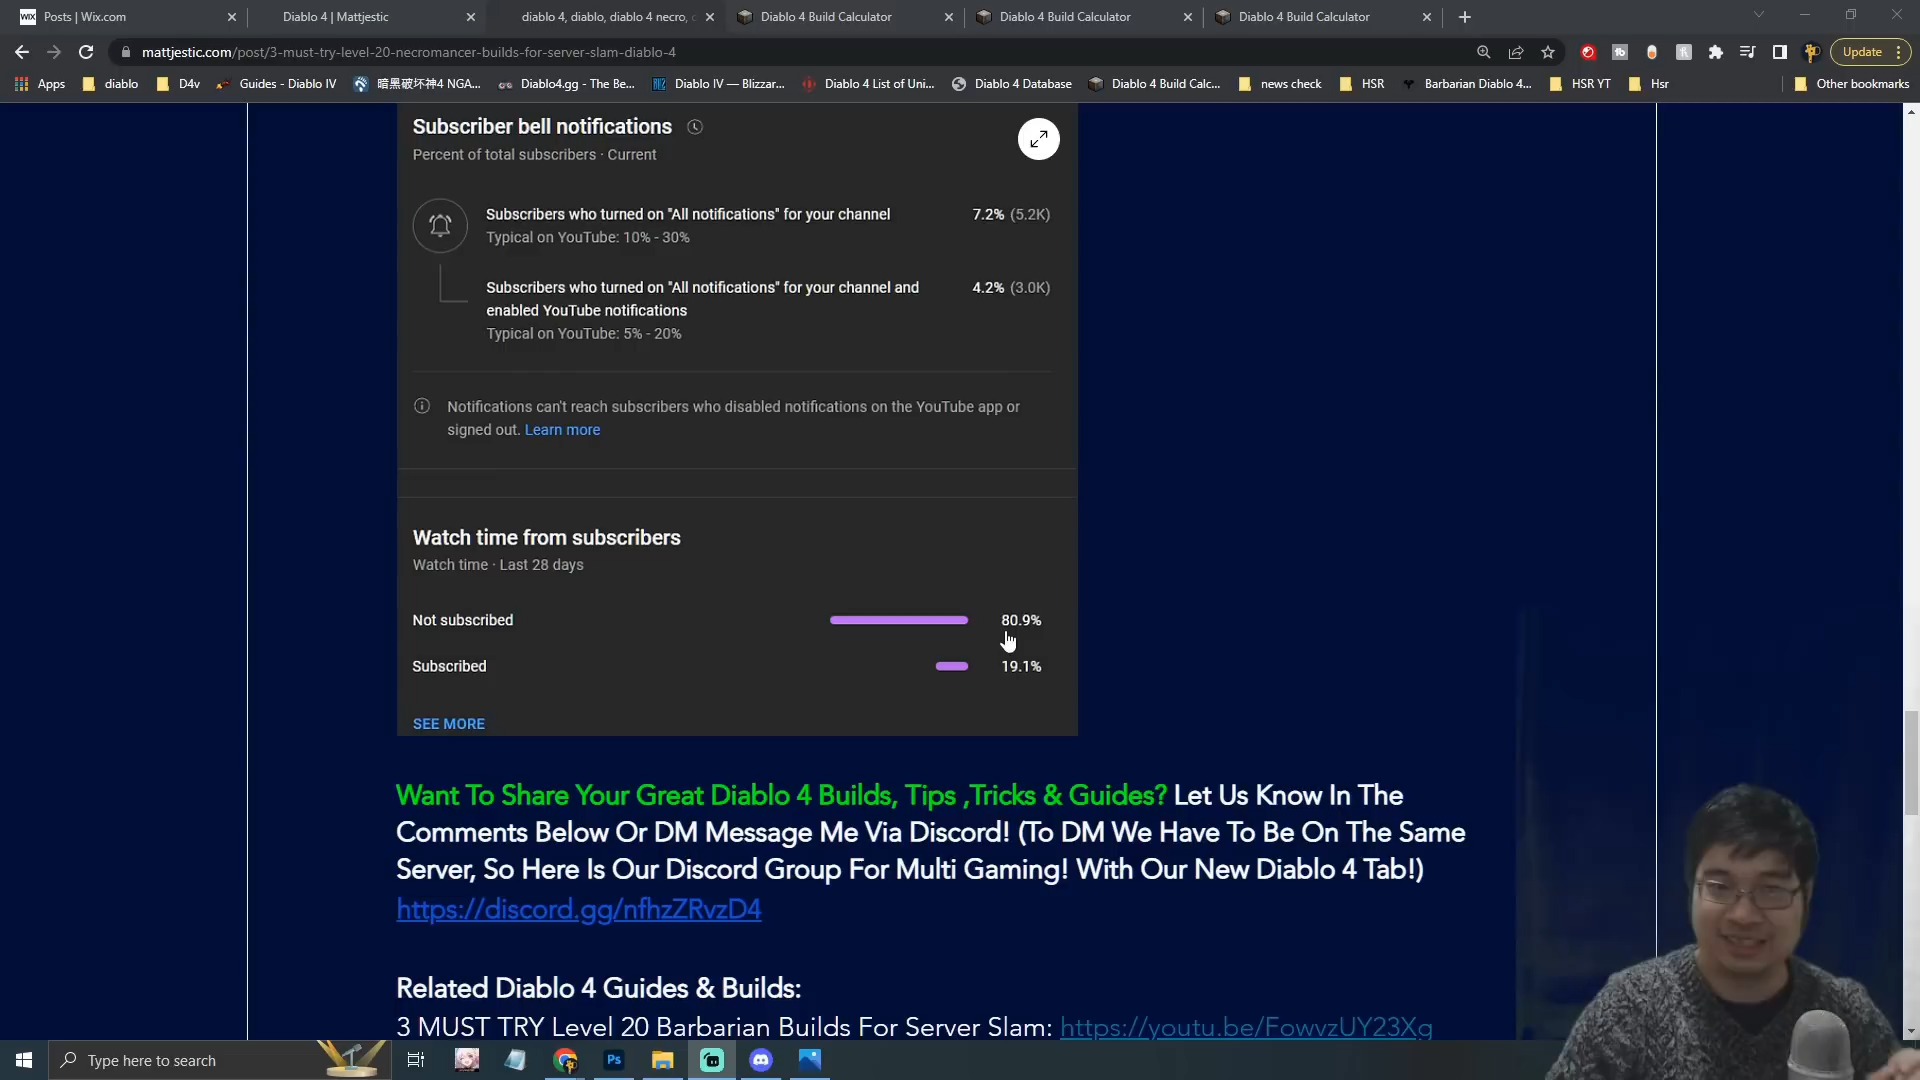 WIX Posts | Wix.com
Diablo 4 | Mattjestic
diablo 4, diablo, diablo 4 necro,
Diablo 4 Build Calculator
Diablo 4 Build Calculator
Diablo 4 Build Calculator
mattjestic.com/post/3-must-try-level-20-necromancer-builds-for-server-slam-diablo-4
Update
Apps
diablo
D4v
Guides - Diablo IV
暗黑破坏神4 NGA...
Diablo4.gg - The Be...
Diablo IV — Blizzar...
Diablo 4 List of Uni...
Diablo 4 Database
Diablo 4 Build Calc...
news check
HSR
Barbarian Diablo 4...
HSR YT
Hsr
Other bookmarks
Subscriber bell notifications
Percent of total subscribers · Current
Subscribers who turned on "All notifications" for your channel 7.2% (5.2K)
Typical on YouTube: 10% - 30%
Subscribers who turned on "All notifications" for your channel and 4.2% (3.0K)
enabled YouTube notifications
Typical on YouTube: 5% - 20%
Notifications can't reach subscribers who disabled notifications on the YouTube app or
signed out. Learn more
Watch time from subscribers
Watch time · Last 28 days
Not subscribed 80.9%
Subscribed 19.1%
SEE MORE
Want To Share Your Great Diablo 4 Builds, Tips ,Tricks & Guides? Let Us Know In The
Comments Below Or DM Message Me Via Discord! (To DM We Have To Be On The Same
Server, So Here Is Our Discord Group For Multi Gaming! With Our New Diablo 4 Tab!)
https://discord.gg/nfhzZRvzD4
Related Diablo 4 Guides & Builds:
3 MUST TRY Level 20 Barbarian Builds For Server Slam: https://youtu.be/FowvzUY23Xg
Type here to search
Ps